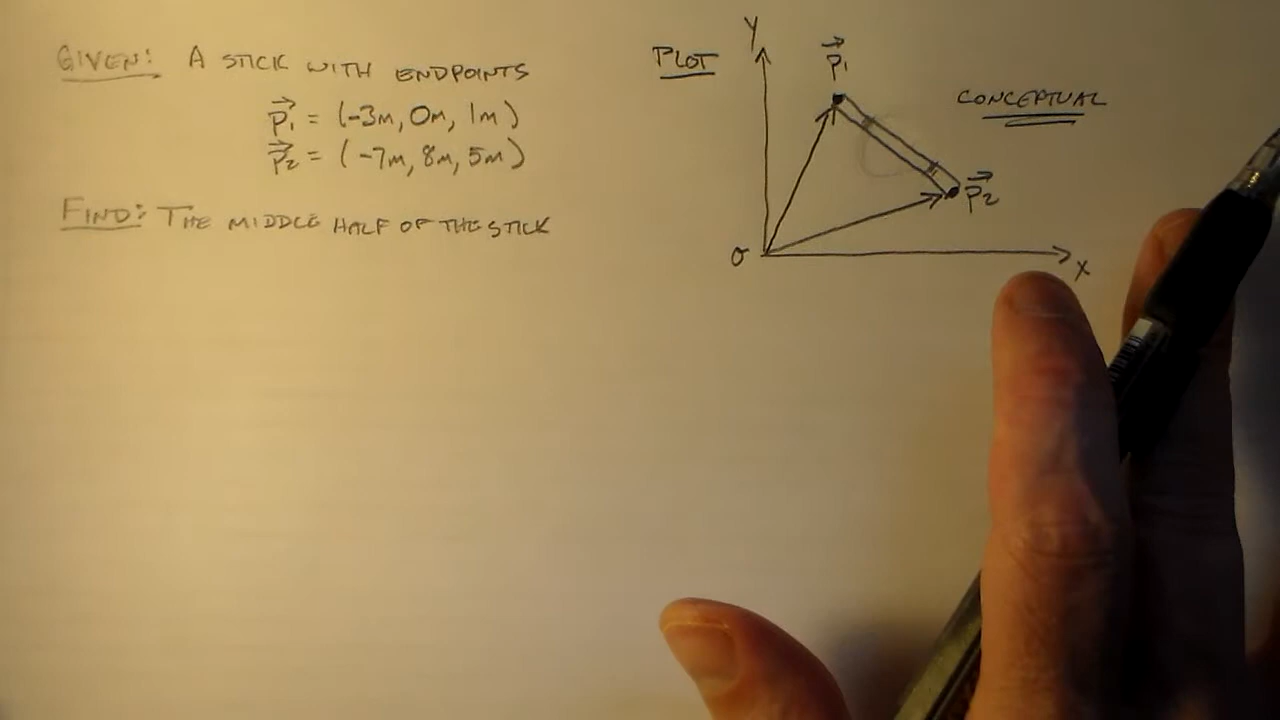 GIVEN: A STICK WITH ENDPOINTS
p₁ = (-3m, 0m, 1m)
p₂ = (-7m, 8m, 5m)
FIND: THE MIDDLE HALF OF THE STICK
PLOT
Y
p₁
CONCEPTUAL
p₂
O
X